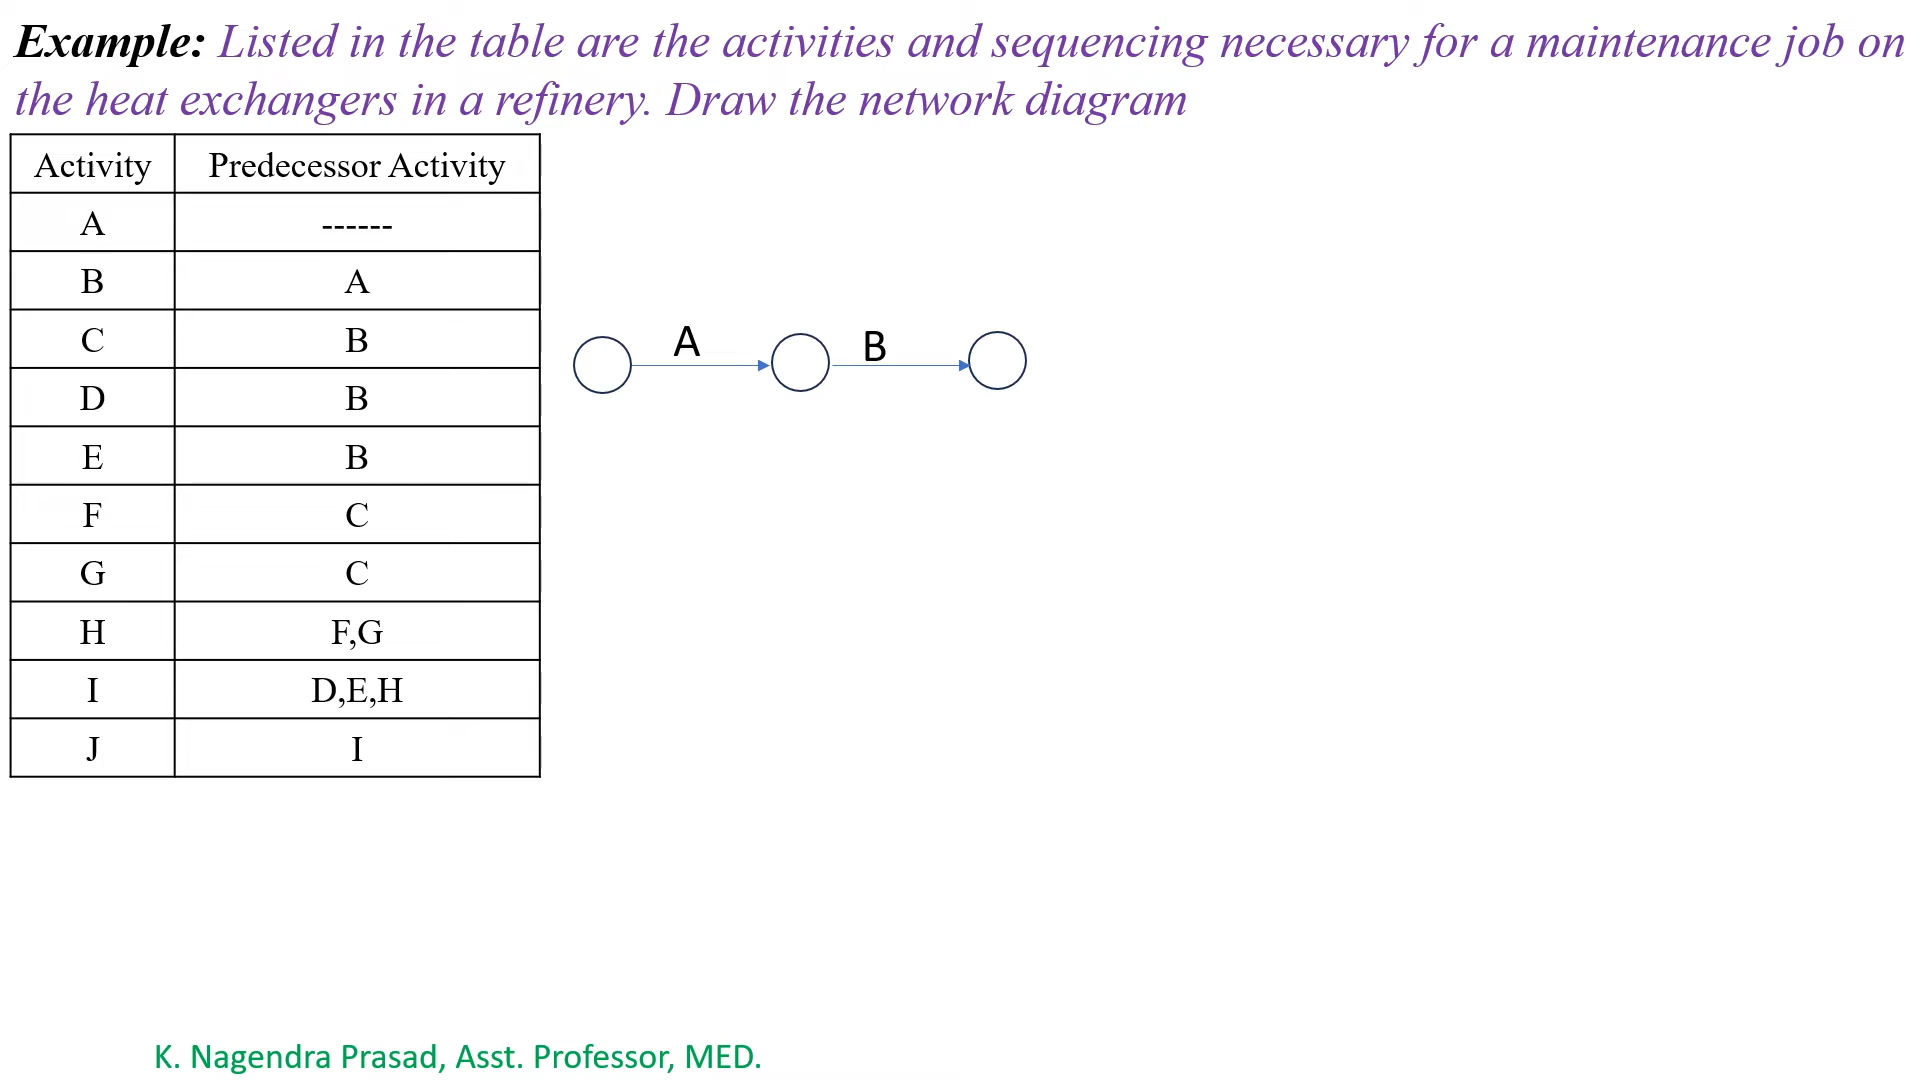 Example: Listed in the table are the activities and sequencing necessary for a maintenance job on
the heat exchangers in a refinery. Draw the network diagram
Activity Predecessor Activity
A ------
B A
C B
D B
E B
F C
G C
H F,G
I D,E,H
J I
A B
K. Nagendra Prasad, Asst. Professor, MED.